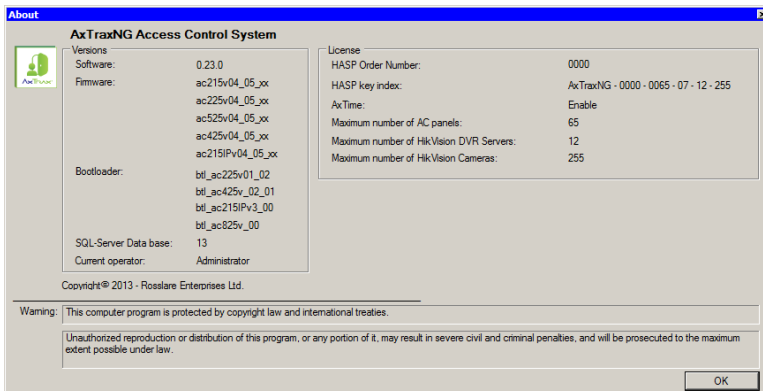 About
AxTraxNG Access Control System
AxTrax
Versions
Software: 0.23.0
Firmware: ac215v04_05_xx
ac225v04_05_xx
ac525v04_05_xx
ac425v04_05_xx
ac215IPv04_05_xx
Bootloader: btl_ac225v01_02
btl_ac425v_02_01
btl_ac215IPv3_00
btl_ac825v_00
SQL-Server Data base: 13
Current operator: Administrator
License
HASP Order Number: 0000
HASP key index: AxTraxNG - 0000 - 0065 - 07 - 12 - 255
AxTime: Enable
Maximum number of AC panels: 65
Maximum number of HikVision DVR Servers: 12
Maximum number of HikVision Cameras: 255
Copyright© 2013 - Rosslare Enterprises Ltd.
Warning: This computer program is protected by copyright law and international treaties.
Unauthorized reproduction or distribution of this program, or any portion of it, may result in severe civil and criminal penalties, and will be prosecuted to the maximum
extent possible under law.
OK